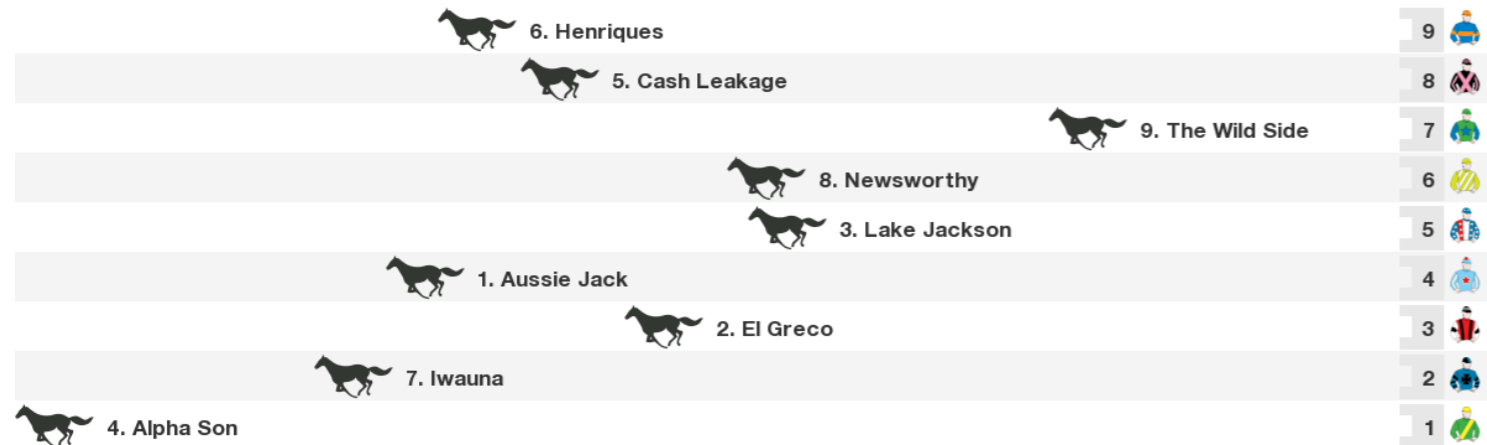 6. Henriques 9
5. Cash Leakage 8
9. The Wild Side 7
8. Newsworthy 6
3. Lake Jackson 5
1. Aussie Jack 4
2. El Greco 3
7. Iwauna 2
4. Alpha Son 1